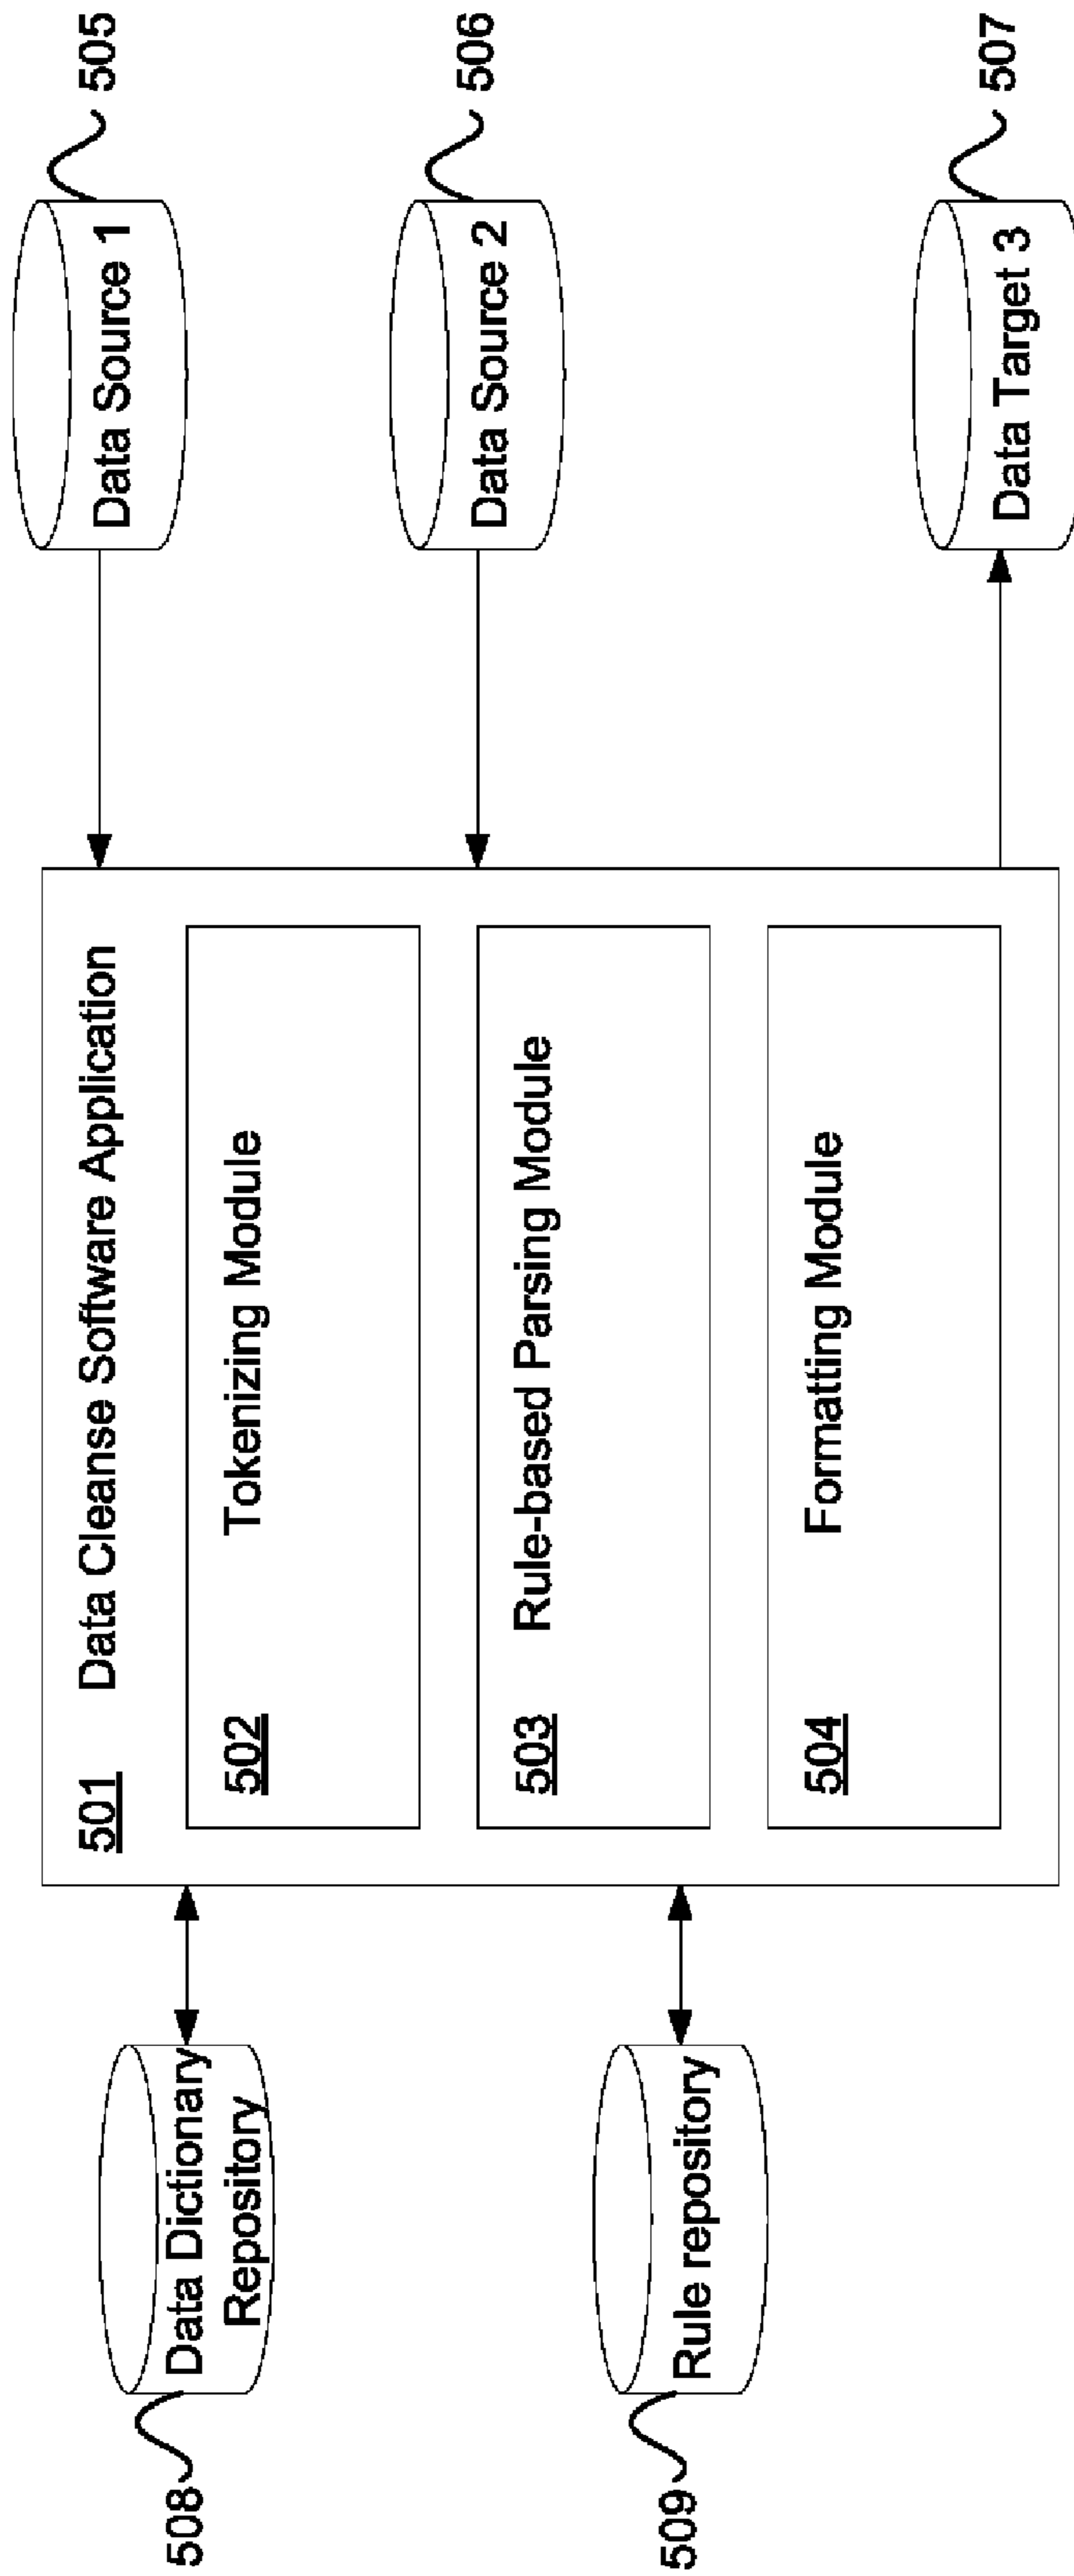 508
Data Dictionary
Repository
509
Rule repository
501 Data Cleanse Software Application
502 Tokenizing Module
503 Rule-based Parsing Module
504 Formatting Module
Data Source 1
505
Data Source 2
506
Data Target 3
507